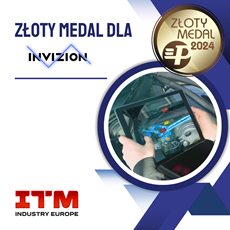 ZŁOTY MEDAL DLA
INVIZION
ZŁOTY
MEDAL
2024
ITM
INDUSTRY EUROPE